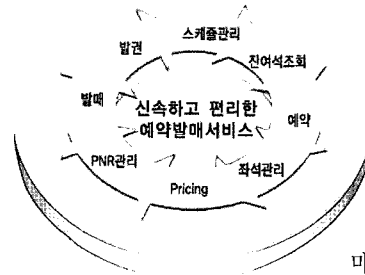 스케쥴관리
발권
잔여석조회
발매
신속하고 편리한
예약발매서비스
예약
PNR관리
좌석관리
Pricing